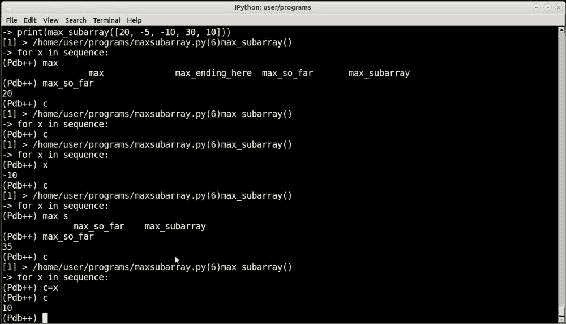 IPython: user/programs
File Edit View Search Terminal Help
-> print(max_subarray([20, -5, -10, 30, 10]))
[1] > /home/user/programs/maxsubarray.py(6)max_subarray()
-> for x in sequence:
(Pdb++) max
max max_ending_here max_so_far max_subarray
(Pdb++) max_so_far
20
(Pdb++) c
[1] > /home/user/programs/maxsubarray.py(6)max_subarray()
-> for x in sequence:
(Pdb++) c
[1] > /home/user/programs/maxsubarray.py(6)max_subarray()
-> for x in sequence:
(Pdb++) x
-10
(Pdb++) c
[1] > /home/user/programs/maxsubarray.py(6)max_subarray()
-> for x in sequence:
(Pdb++) max s
max_so_far max_subarray
(Pdb++) max_so_far
35
(Pdb++) c
[1] > /home/user/programs/maxsubarray.py(6)max_subarray()
-> for x in sequence:
(Pdb++) c=x
(Pdb++) c
10
(Pdb++)